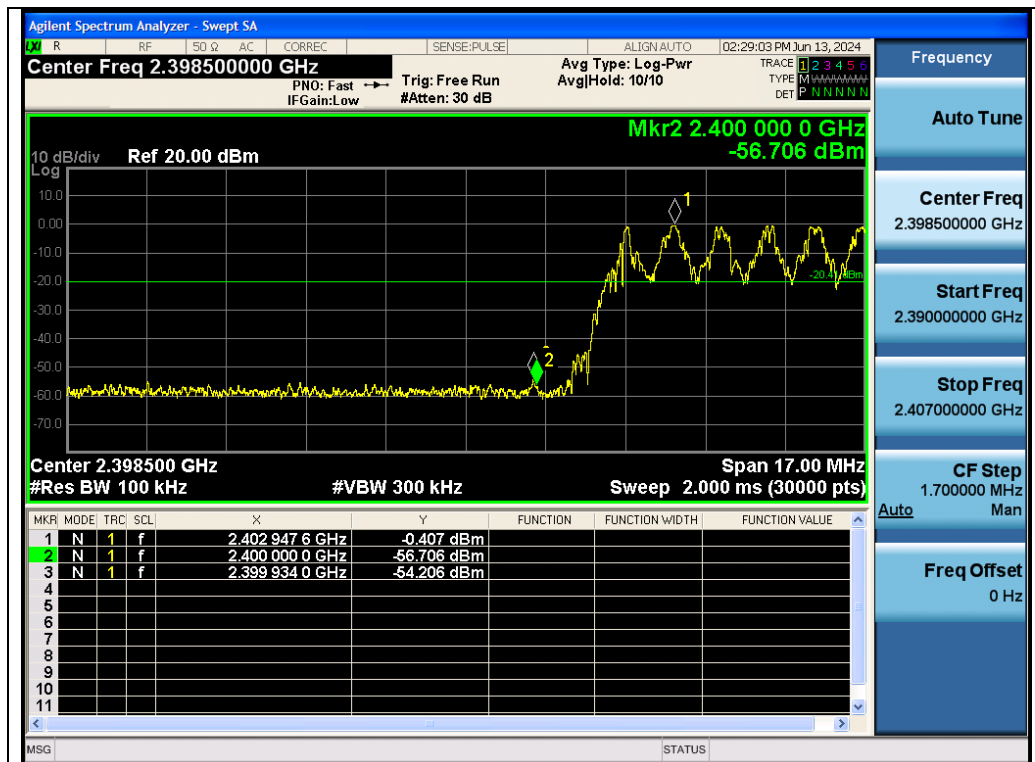 Agilent Spectrum Analyzer - Swept SA
LXI R RF 50 Ω AC CORREC SENSE:PULSE ALIGN AUTO 02:29:03 PM Jun 13, 2024
Center Freq 2.398500000 GHz
PNO: Fast
IFGain:Low
Trig: Free Run
#Atten: 30 dB
Avg Type: Log-Pwr
Avg|Hold: 10/10
TRACE 1 2 3 4 5 6
TYPE M W W W W W
DET P N N N N N
Mkr2 2.400 000 0 GHz
-56.706 dBm
10 dB/div Ref 20.00 dBm
Log
10.0
0.00
-10.0
-20.0
-30.0
-40.0
-50.0
-60.0
-70.0
1
2
Center 2.398500 GHz Span 17.00 MHz
#Res BW 100 kHz #VBW 300 kHz Sweep 2.000 ms (30000 pts)
MKR MODE TRC SCL X Y FUNCTION FUNCTION WIDTH FUNCTION VALUE
1 N 1 f 2.402 947 6 GHz -0.407 dBm
2 N 1 f 2.400 000 0 GHz -56.706 dBm
3 N 1 f 2.399 934 0 GHz -54.206 dBm
4
5
6
7
8
9
10
11
MSG STATUS
Frequency
Auto Tune
Center Freq
2.398500000 GHz
Start Freq
2.390000000 GHz
Stop Freq
2.407000000 GHz
CF Step
1.700000 MHz
Auto Man
Freq Offset
0 Hz